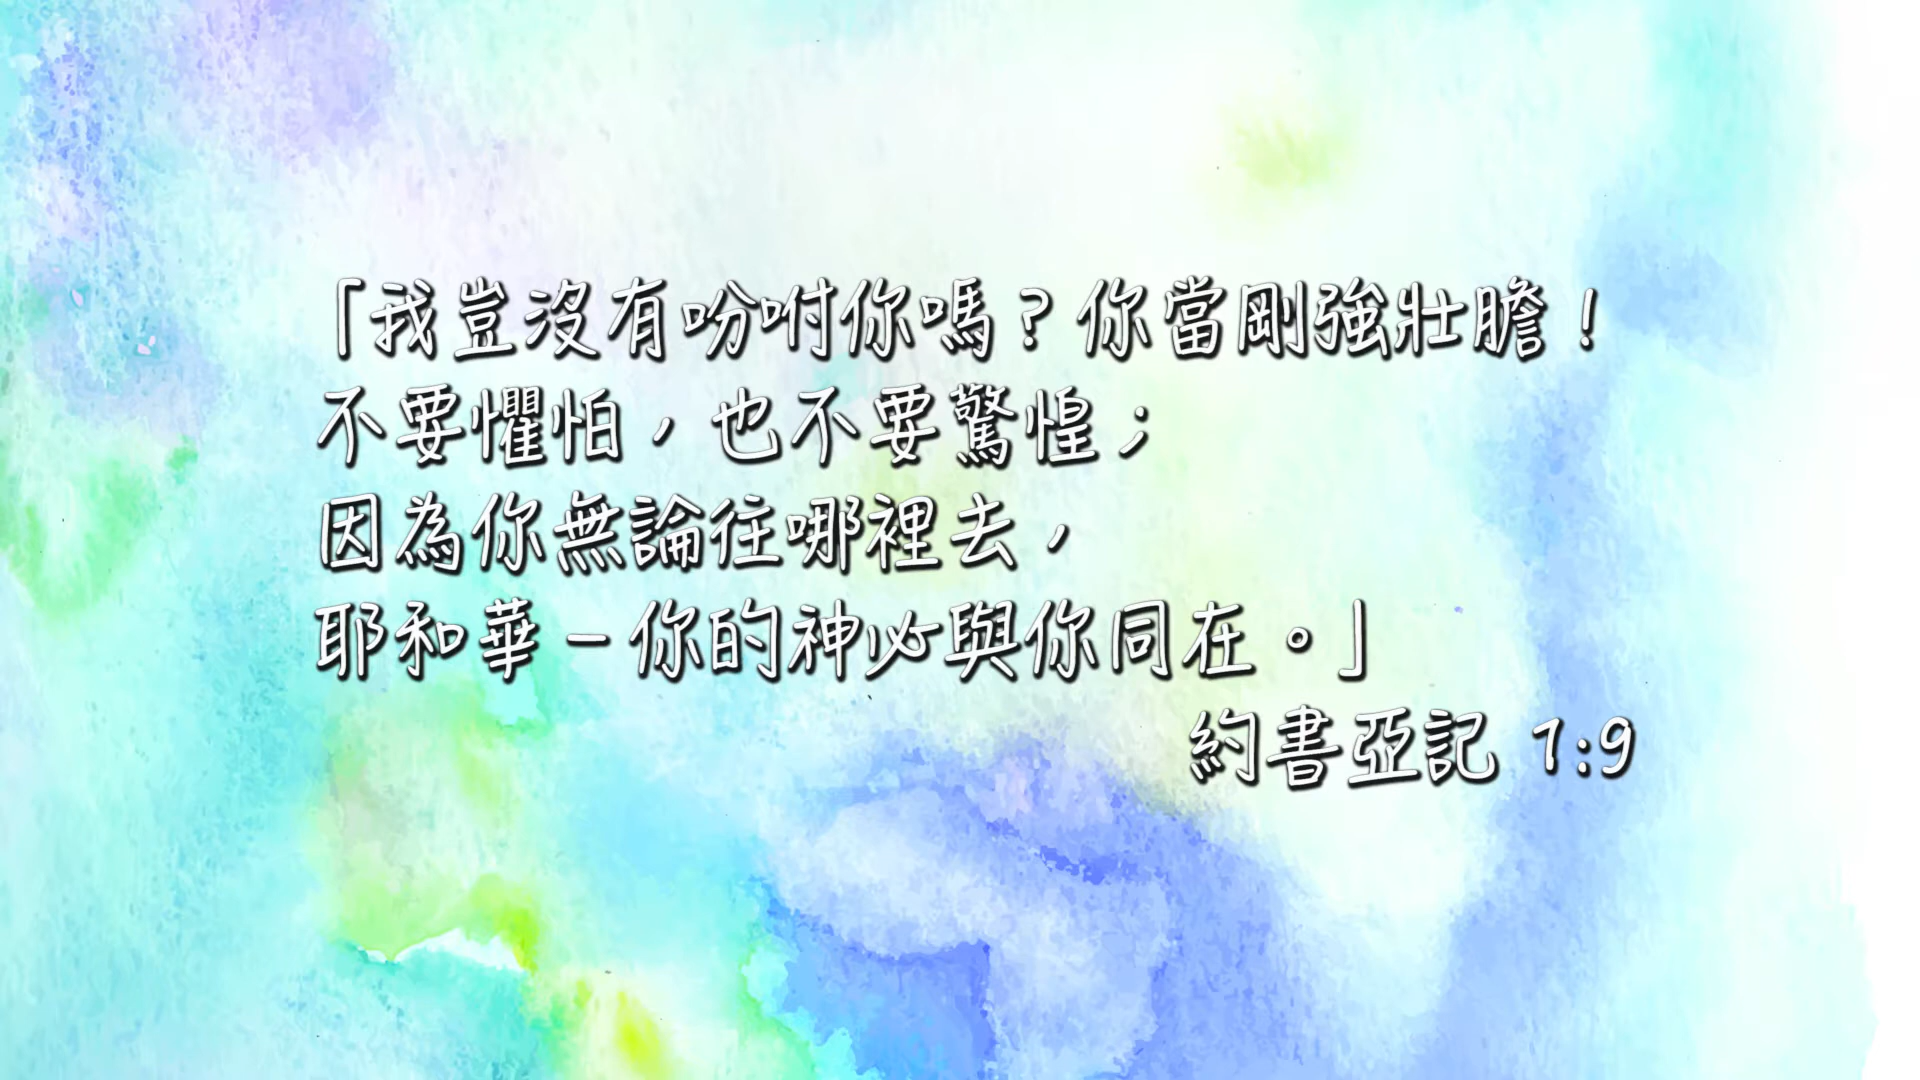 「我豈沒有吩咐你嗎？你當剛強壯膽！
不要懼怕，也不要驚惶；
因為你無論往哪裡去，
耶和華－你的神必與你同在。」
約書亞記 1:9